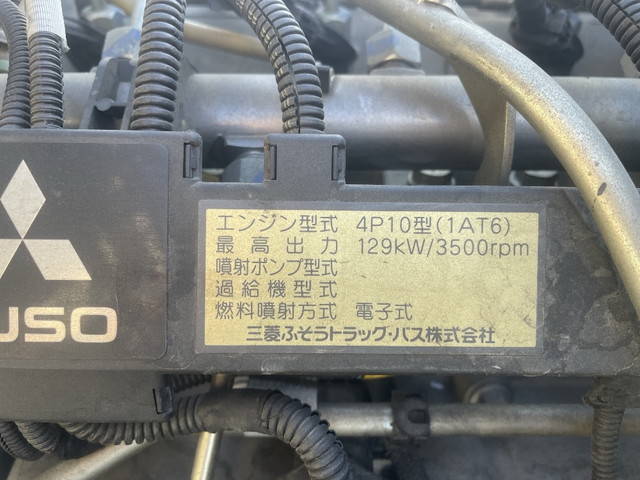 エンジン型式 4P10型(1AT6)
最高出力 129kW/3500rpm
噴射ポンプ型式
過給機型式
燃料噴射方式 電子式
三菱ふそうトラック・バス株式会社
USO